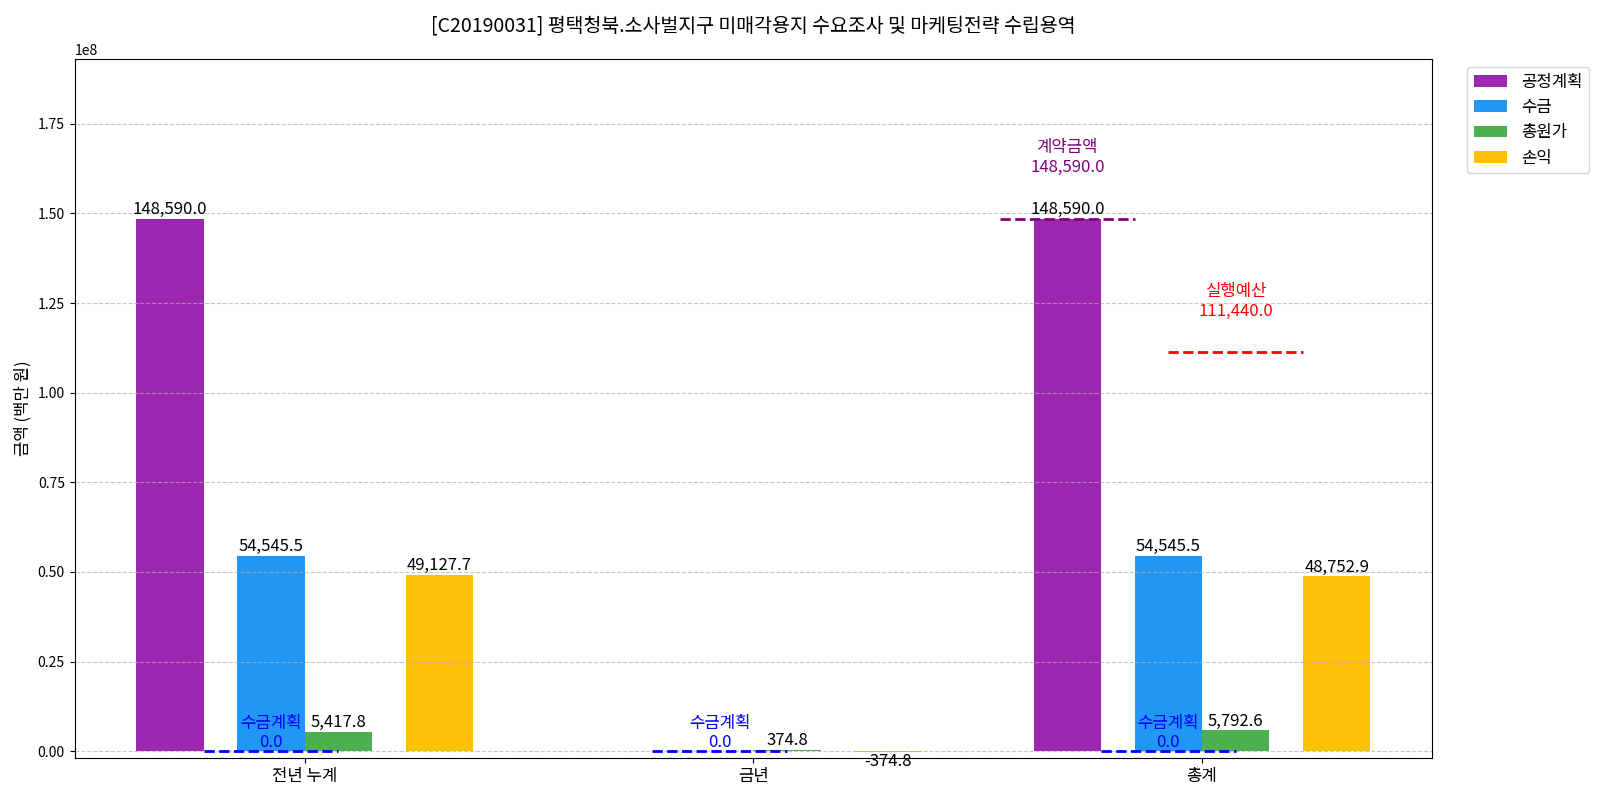 [C20190031] 평택청북.소사벌지구 미매각용지 수요조사 및 마케팅전략 수립용역
1e8
공정계획
수금
총원가
손익
금액 (백만 원)
1.75
1.50
1.25
1.00
0.75
0.50
0.25
0.00
계약금액
148,590.0
148,590.0
148,590.0
실행예산
111,440.0
54,545.5
49,127.7
54,545.5
48,752.9
수금계획
0.0
5,417.8
수금계획
0.0
374.8
-374.8
수금계획
0.0
5,792.6
전년 누계
금년
총계